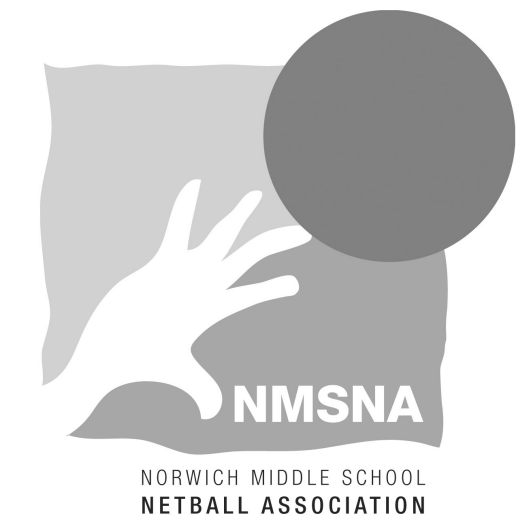 NMSNA
NORWICH MIDDLE SCHOOL
NETBALL ASSOCIATION